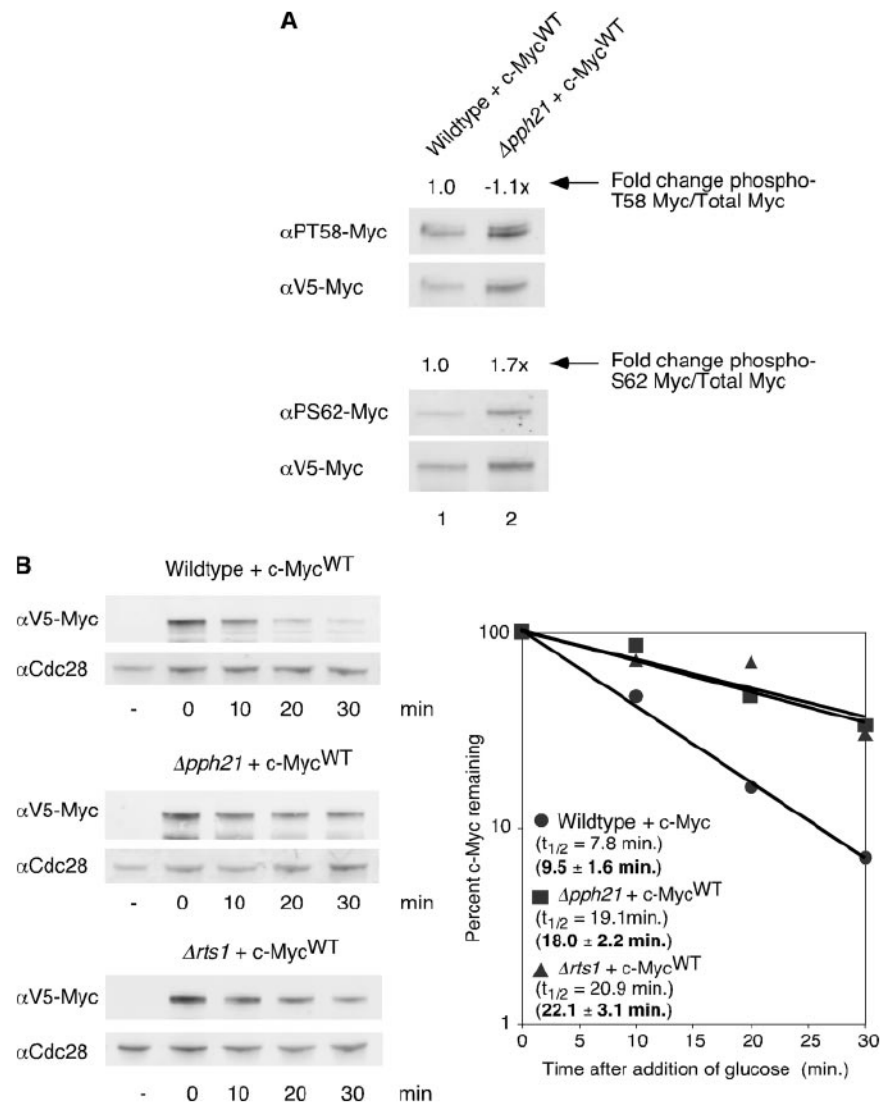 A
Wildtype + c-MycWT
Δpph21 + c-MycWT
1.0 -1.1x
Fold change phospho-
T58 Myc/Total Myc
αPT58-Myc
αV5-Myc
1.0 1.7x
Fold change phospho-
S62 Myc/Total Myc
αPS62-Myc
αV5-Myc
1 2
B
Wildtype + c-MycWT
αV5-Myc
αCdc28
- 0 10 20 30 min
Δpph21 + c-MycWT
αV5-Myc
αCdc28
- 0 10 20 30 min
Δrts1 + c-MycWT
αV5-Myc
αCdc28
- 0 10 20 30 min
Percent c-Myc remaining
100
10
1
Wildtype + c-Myc
(t1/2 = 7.8 min.)
(9.5 ± 1.6 min.)
Δpph21 + c-MycWT
(t1/2 = 19.1min.)
(18.0 ± 2.2 min.)
Δrts1 + c-MycWT
(t1/2 = 20.9 min.)
(22.1 ± 3.1 min.)
0 10 20 30
Time after addition of glucose (min.)